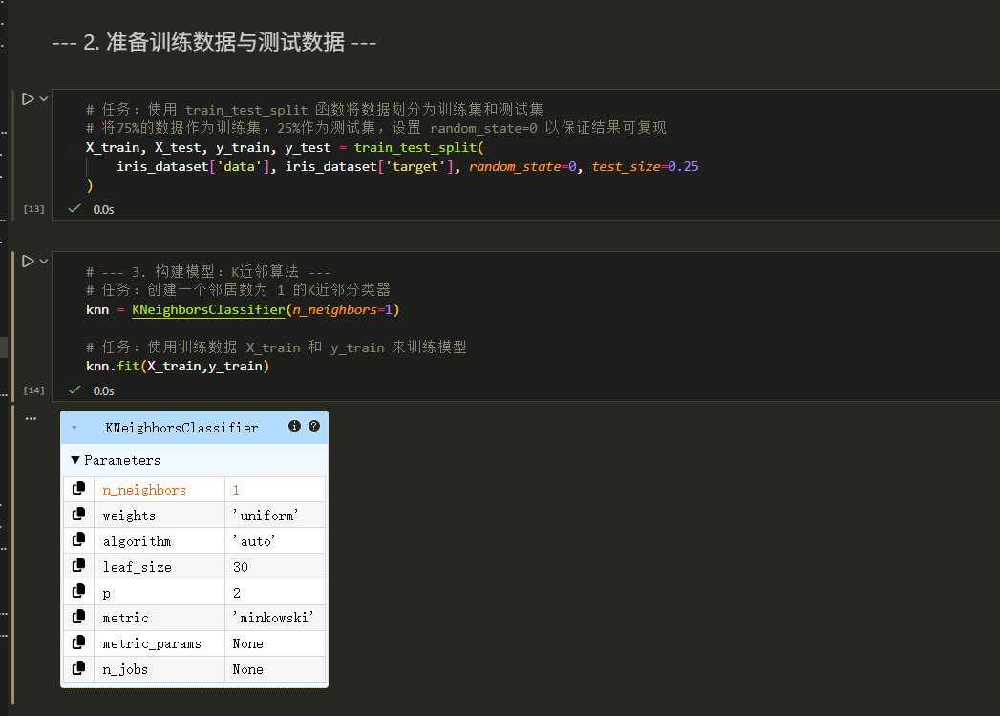 --- 2. 准备训练数据与测试数据 ---
# 任务：使用 train_test_split 函数将数据划分为训练集和测试集
# 将75%的数据作为训练集，25%作为测试集，设置 random_state=0 以保证结果可复现
X_train, X_test, y_train, y_test = train_test_split(
iris_dataset['data'], iris_dataset['target'], random_state=0, test_size=0.25
)
[13] 0.0s
# --- 3. 构建模型：K近邻算法 ---
# 任务：创建一个邻居数为 1 的K近邻分类器
knn = KNeighborsClassifier(n_neighbors=1)
# 任务：使用训练数据 X_train 和 y_train 来训练模型
knn.fit(X_train,y_train)
[14] 0.0s
KNeighborsClassifier i ?
Parameters
n_neighbors 1
weights 'uniform'
algorithm 'auto'
leaf_size 30
p 2
metric 'minkowski'
metric_params None
n_jobs None